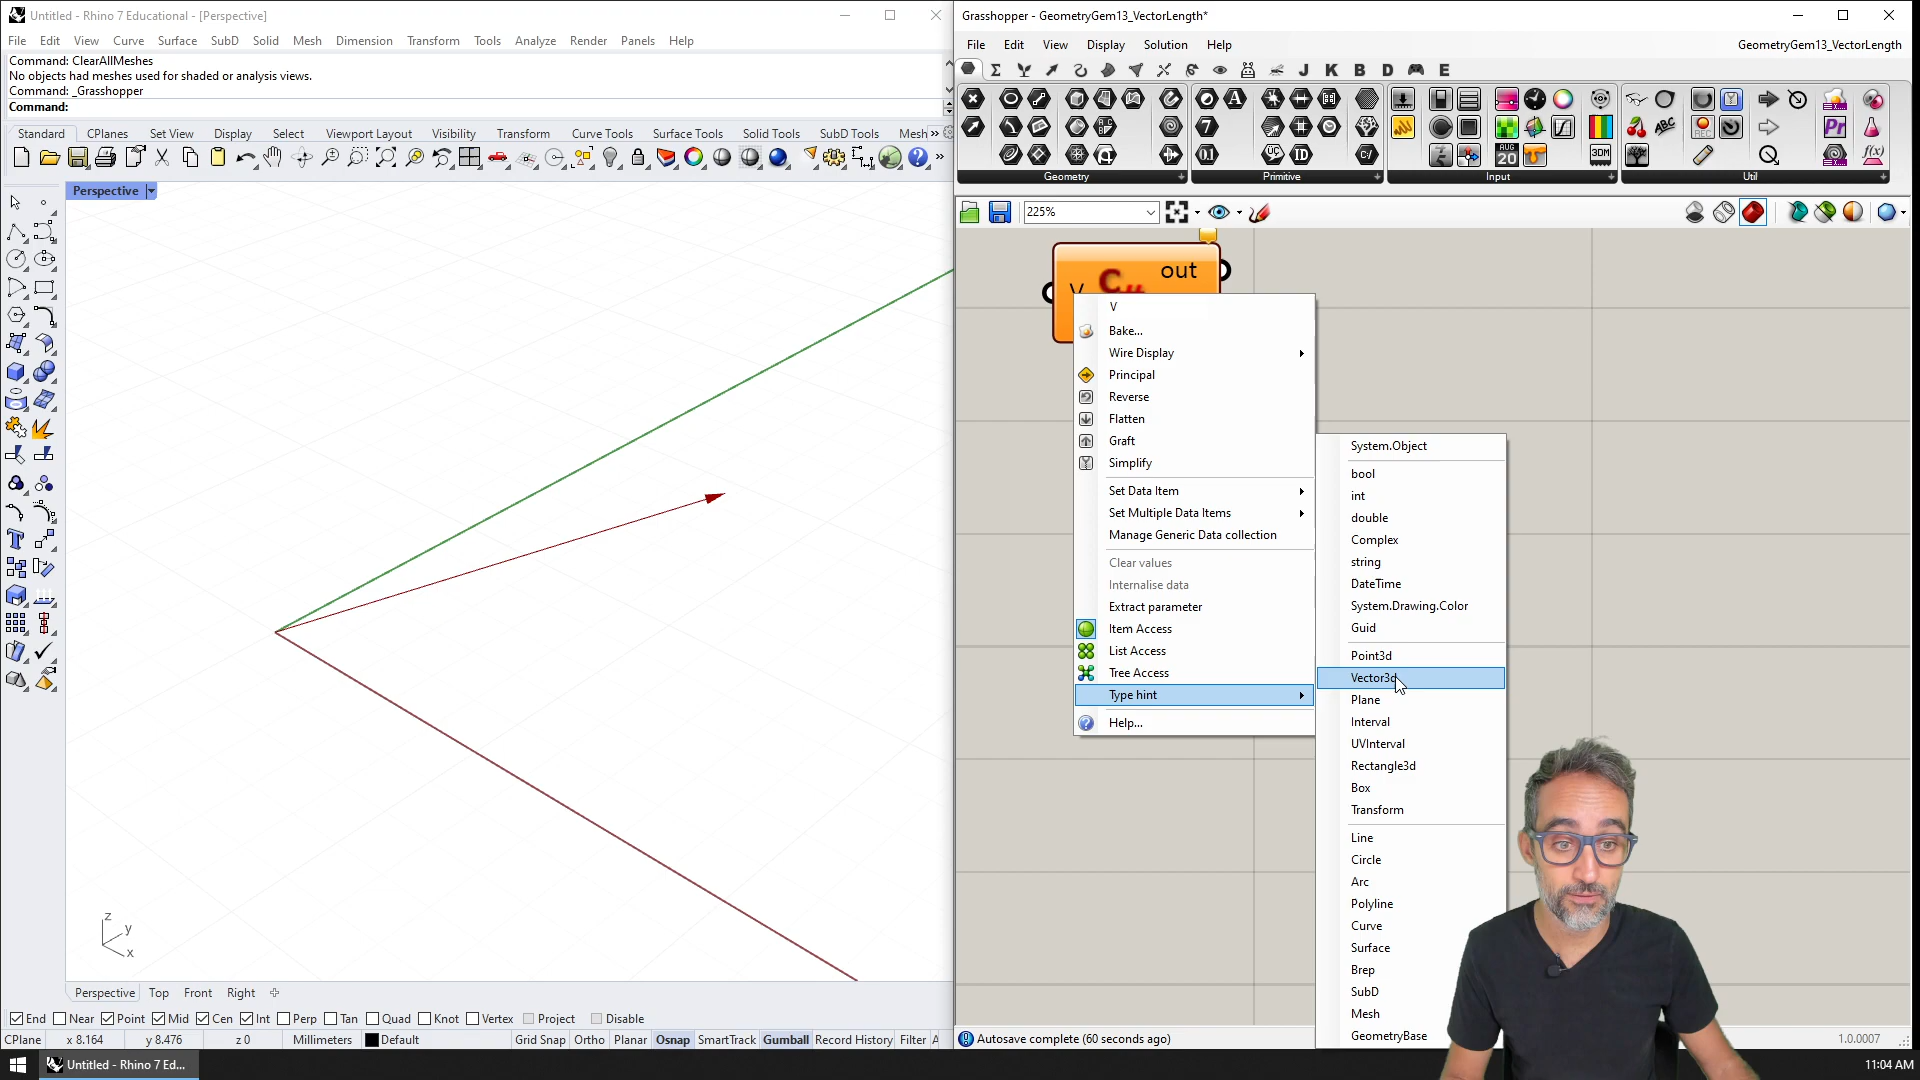 Untitled - Rhino 7 Educational - [Perspective]
File Edit View Curve Surface SubD Solid Mesh Dimension Transform Tools Analyze Render Panels Help
Command: ClearAllMeshes
No objects had meshes used for shaded or analysis views.
Command: _Grasshopper
Command:
Standard CPlanes Set View Display Select Viewport Layout Visibility Transform Curve Tools Surface Tools Solid Tools SubD Tools Mesh »
Perspective
z
y
x
Perspective Top Front Right
End Near Point Mid Cen Int Perp Tan Quad Knot Vertex Project Disable
CPlane x 8.164 y 8.476 z 0 Millimeters Default Grid Snap Ortho Planar Osnap SmartTrack Gumball Record History Filter A
Untitled - Rhino 7 Ed...
Grasshopper - GeometryGem13_VectorLength*
File Edit View Display Solution Help
GeometryGem13_VectorLength
J K B D E
Geometry Primitive Input Util
225%
out
V
V
Bake...
Wire Display
Principal
Reverse
Flatten
Graft
Simplify
Set Data Item
Set Multiple Data Items
Manage Generic Data collection
Clear values
Internalise data
Extract parameter
Item Access
List Access
Tree Access
Type hint
Help...
System.Object
bool
int
double
Complex
string
DateTime
System.Drawing.Color
Guid
Point3d
Vector3d
Plane
Interval
UVInterval
Rectangle3d
Box
Transform
Line
Circle
Arc
Polyline
Curve
Surface
Brep
SubD
Mesh
GeometryBase
Autosave complete (60 seconds ago)
1.0.0007
11:04 AM